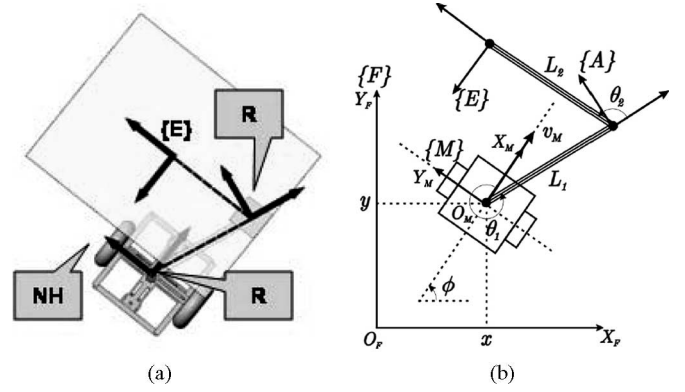 {E}
R
NH
R
(a)
{F}
Y_F
L_2
{A}
θ_2
{E}
X_M
v_M
{M}
Y_M
L_1
y
O_M
θ_1
ϕ
O_F
x
X_F
(b)